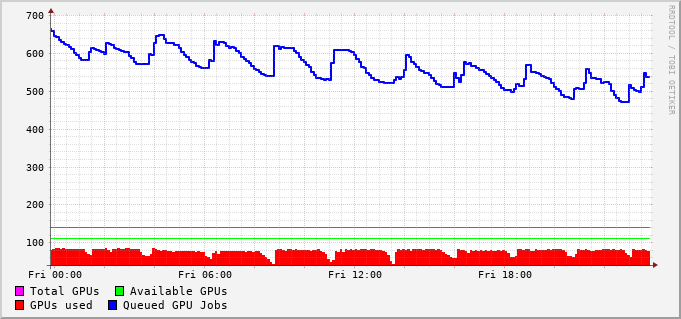 700
600
500
400
300
200
100
Fri 00:00 Fri 06:00 Fri 12:00 Fri 18:00
Total GPUs Available GPUs
GPUs used Queued GPU Jobs
RRDTOOL / TOBI OETIKER